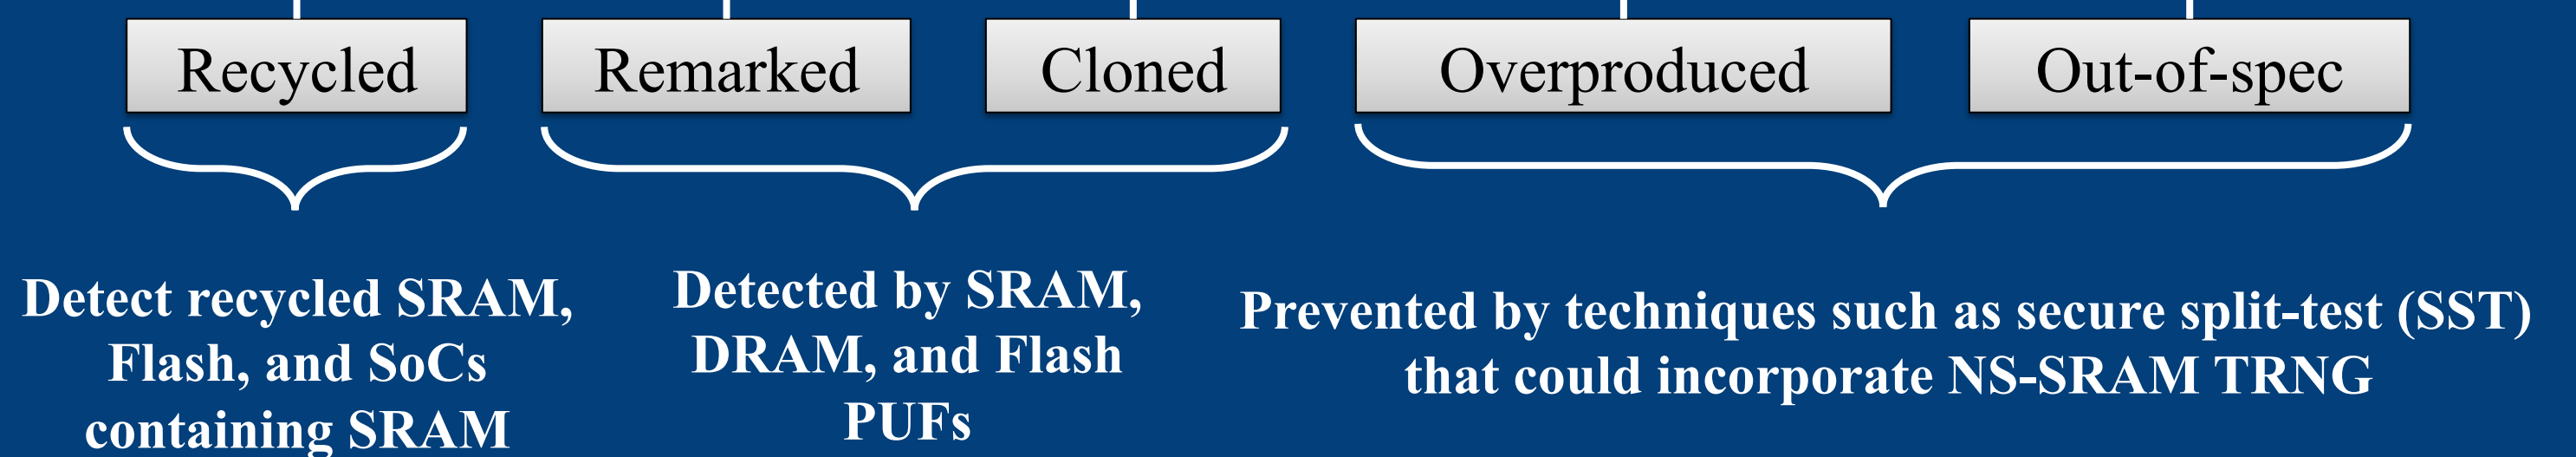 Recycled
Remarked
Cloned
Overproduced
Out-of-spec
Detect recycled SRAM,
Flash, and SoCs
containing SRAM
Detected by SRAM,
DRAM, and Flash
PUFs
Prevented by techniques such as secure split-test (SST)
that could incorporate NS-SRAM TRNG